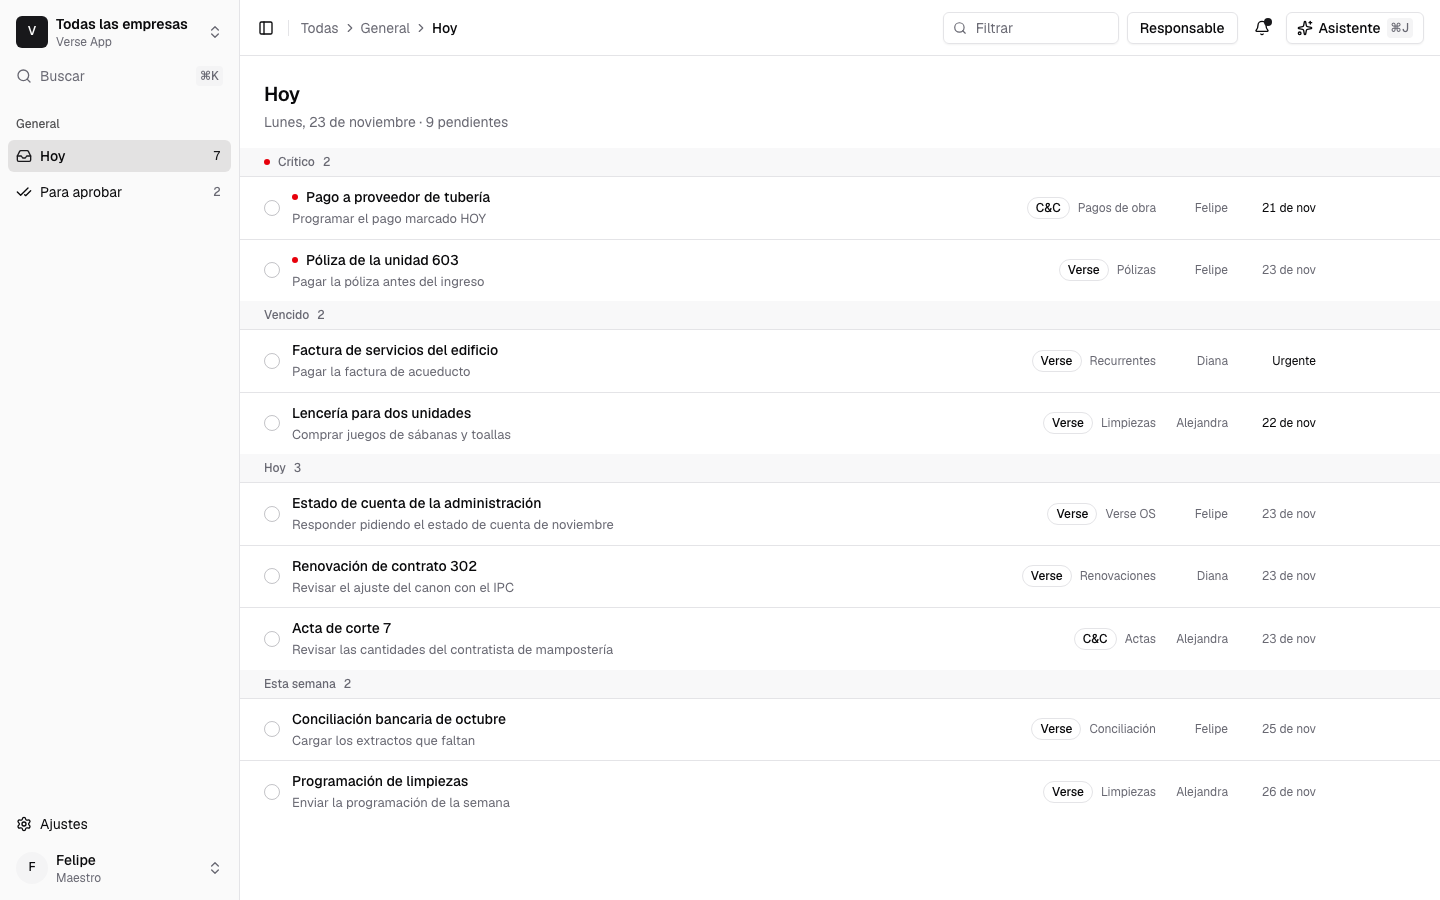 V
Todas las empresas
Verse App
Buscar ⌘K
General
Hoy 7
Para aprobar 2
Ajustes
F
Felipe
Maestro
Todas > General > Hoy
Filtrar
Responsable
Asistente ⌘J
Hoy
Lunes, 23 de noviembre · 9 pendientes
Crítico 2
Pago a proveedor de tubería
Programar el pago marcado HOY
C&C Pagos de obra Felipe 21 de nov
Póliza de la unidad 603
Pagar la póliza antes del ingreso
Verse Pólizas Felipe 23 de nov
Vencido 2
Factura de servicios del edificio
Pagar la factura de acueducto
Verse Recurrentes Diana Urgente
Lencería para dos unidades
Comprar juegos de sábanas y toallas
Verse Limpiezas Alejandra 22 de nov
Hoy 3
Estado de cuenta de la administración
Responder pidiendo el estado de cuenta de noviembre
Verse Verse OS Felipe 23 de nov
Renovación de contrato 302
Revisar el ajuste del canon con el IPC
Verse Renovaciones Diana 23 de nov
Acta de corte 7
Revisar las cantidades del contratista de mampostería
C&C Actas Alejandra 23 de nov
Esta semana 2
Conciliación bancaria de octubre
Cargar los extractos que faltan
Verse Conciliación Felipe 25 de nov
Programación de limpiezas
Enviar la programación de la semana
Verse Limpiezas Alejandra 26 de nov